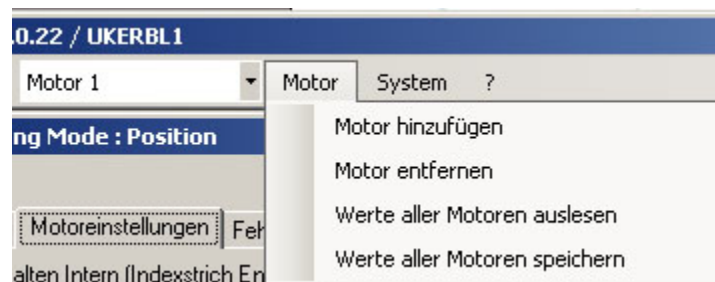 .0.22 / UKERBL1
Motor 1 Motor System ?
Motor hinzufügen
ng Mode : Position
Motor entfernen
Motoreinstellungen Feh
Werte aller Motoren auslesen
Werte aller Motoren speichern
alten Intern (Indexstrich En